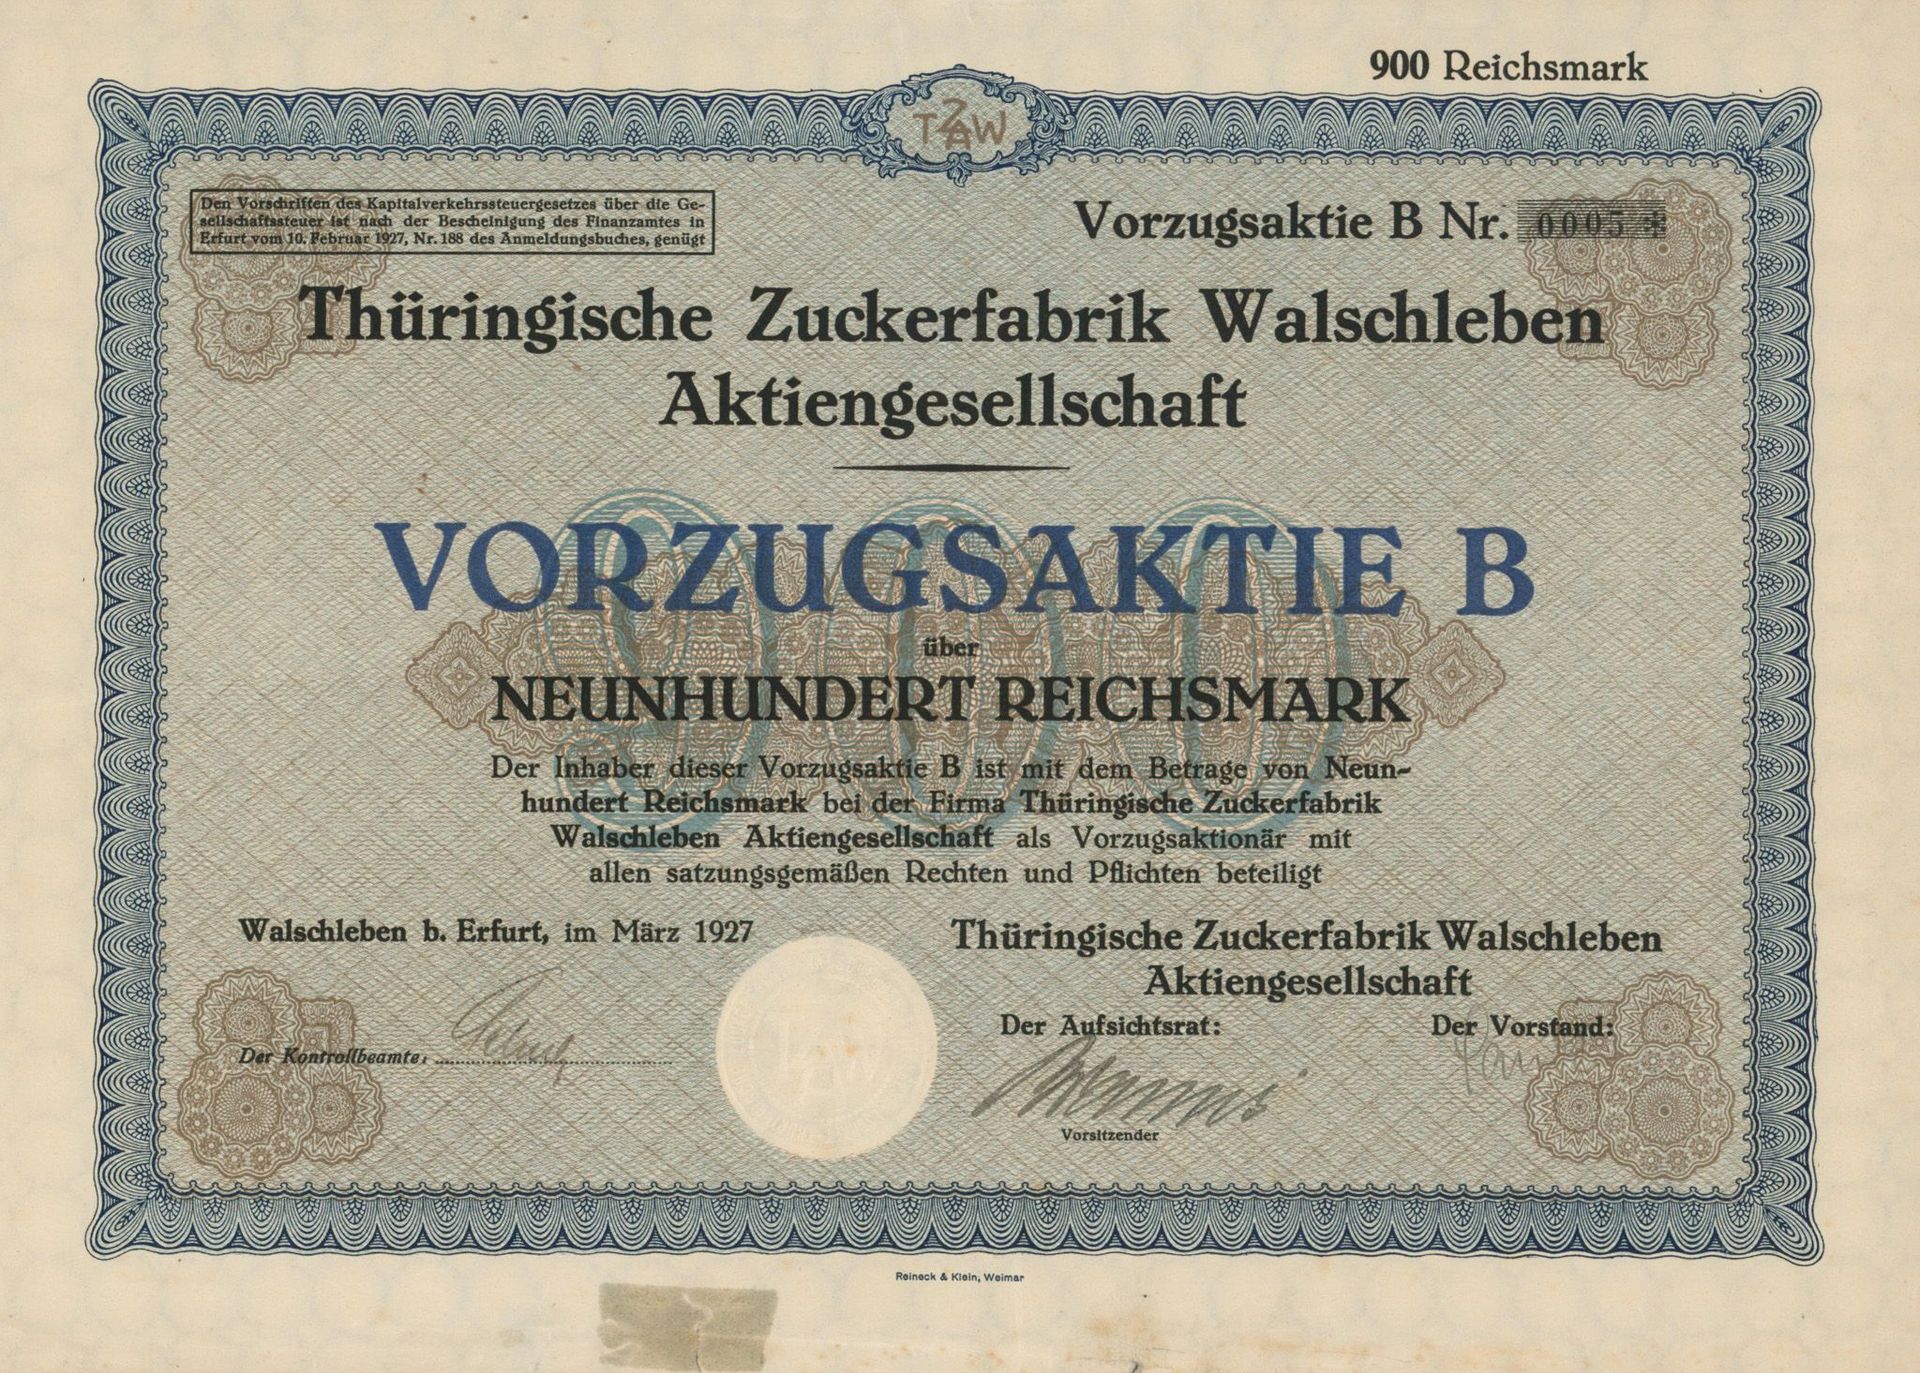 900 Reichsmark
TZAW
Den Vorschriften des Kapitalverkehrssteuergesetzes über die Ge-
sellschaftssteuer ist nach der Bescheinigung des Finanzamtes in
Erfurt vom 10. Februar 1927, Nr. 188 des Anmeldungsbuches, genügt
Vorzugsaktie B Nr. 0005 *
Thüringische Zuckerfabrik Walschleben
Aktiengesellschaft
900
VORZUGSAKTIE B
über
NEUNHUNDERT REICHSMARK
Der Inhaber dieser Vorzugsaktie B ist mit dem Betrage von Neun-
hundert Reichsmark bei der Firma Thüringische Zuckerfabrik
Walschleben Aktiengesellschaft als Vorzugsaktionär mit
allen satzungsgemäßen Rechten und Pflichten beteiligt
Walschleben b. Erfurt, im März 1927
Thüringische Zuckerfabrik Walschleben
Aktiengesellschaft
Der Aufsichtsrat:
Der Vorstand:
Der Kontrollbeamte:
Vorsitzender
Reineck & Klein, Weimar